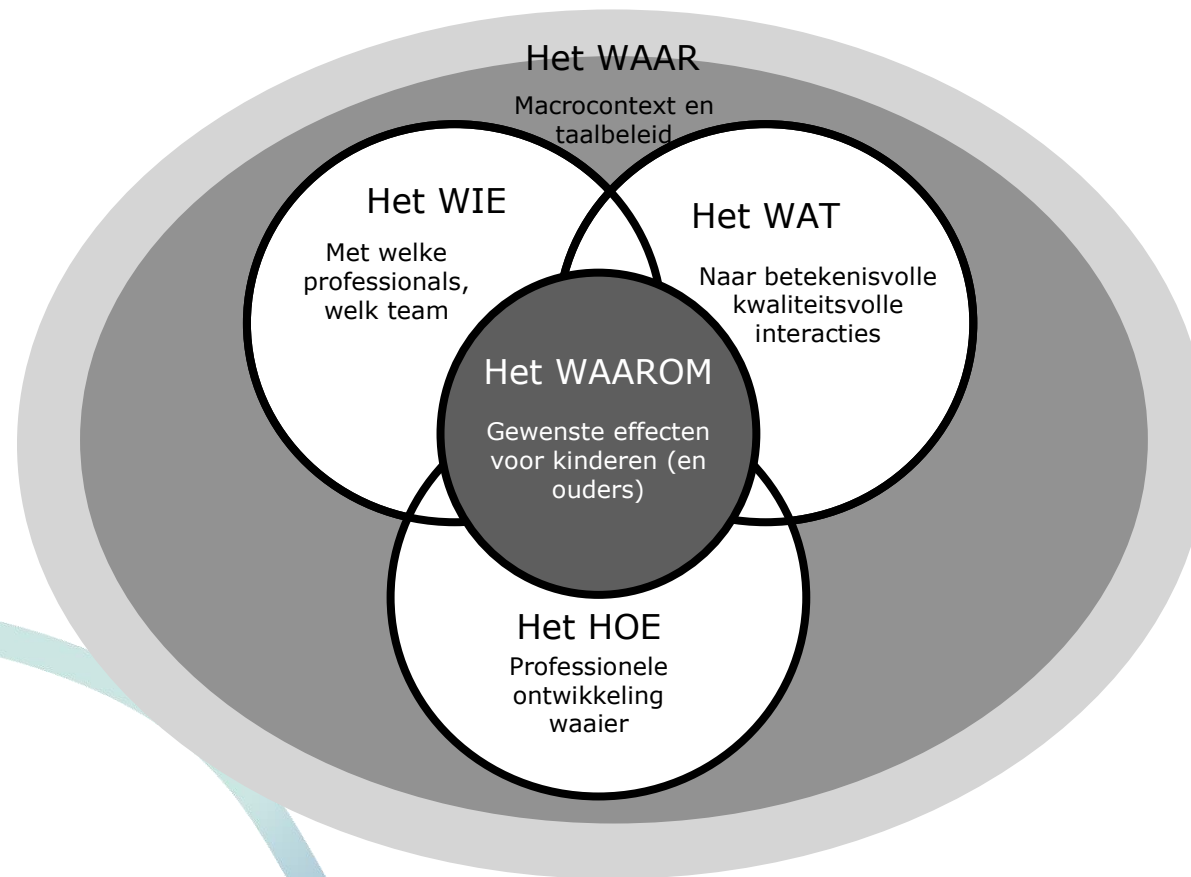 Het WAAR
Macrocontext en
taalbeleid
Het WIE
Met welke
professionals,
welk team
Het WAT
Naar betekenisvolle
kwaliteitsvolle
interacties
Het WAAROM
Gewenste effecten
voor kinderen (en
ouders)
Het HOE
Professionele
ontwikkeling
waaier